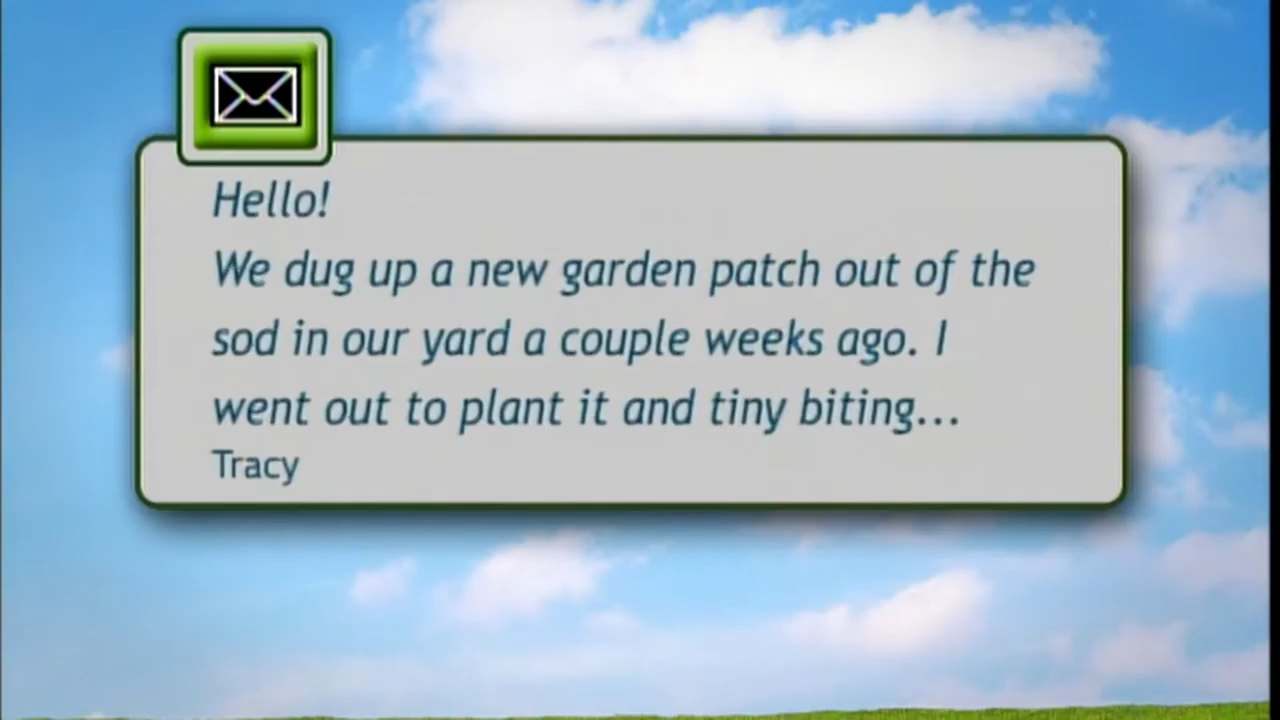 Hello!
We dug up a new garden patch out of the
sod in our yard a couple weeks ago. I
went out to plant it and tiny biting...
Tracy